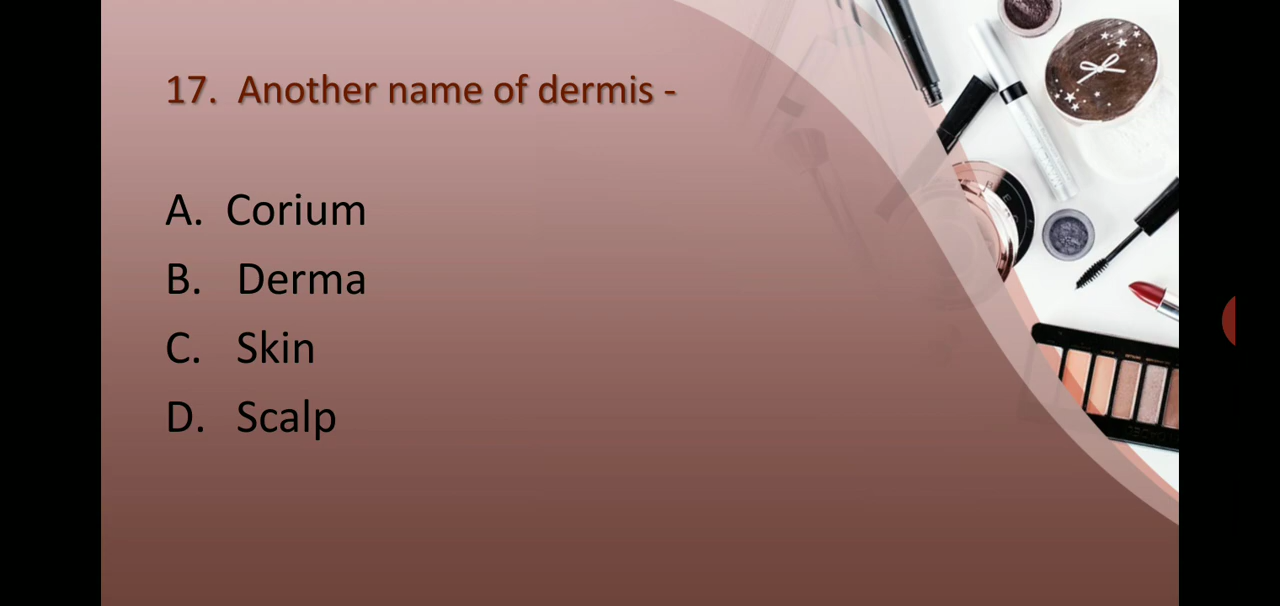 17. Another name of dermis -
A. Corium
B. Derma
C. Skin
D. Scalp